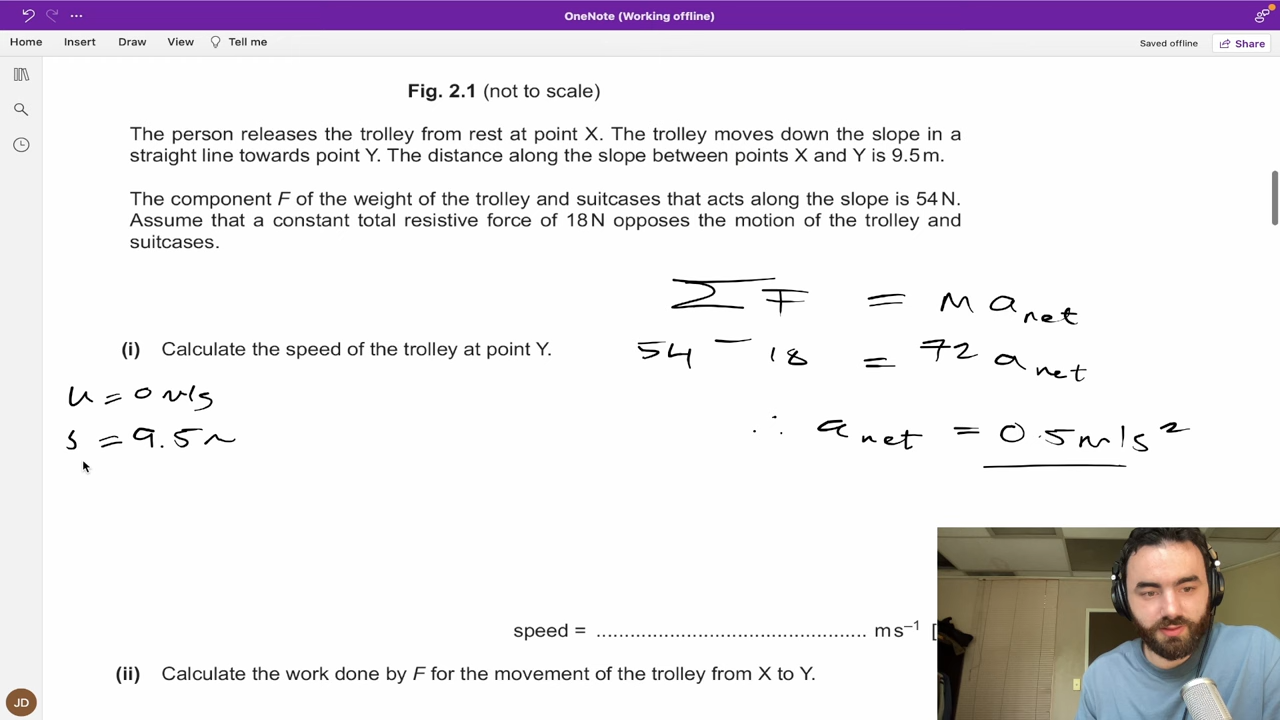 OneNote (Working offline)
Home Insert Draw View Tell me
Saved offline Share
Fig. 2.1 (not to scale)
The person releases the trolley from rest at point X. The trolley moves down the slope in a
straight line towards point Y. The distance along the slope between points X and Y is 9.5 m.
The component F of the weight of the trolley and suitcases that acts along the slope is 54 N.
Assume that a constant total resistive force of 18 N opposes the motion of the trolley and
suitcases.
ΣF = m a net
54 - 18 = 72 a net
∴ a net = 0.5 m/s²
(i) Calculate the speed of the trolley at point Y.
u = 0 m/s
s = 9.5 m
speed = ................................................ m s⁻¹ [
(ii) Calculate the work done by F for the movement of the trolley from X to Y.
JD